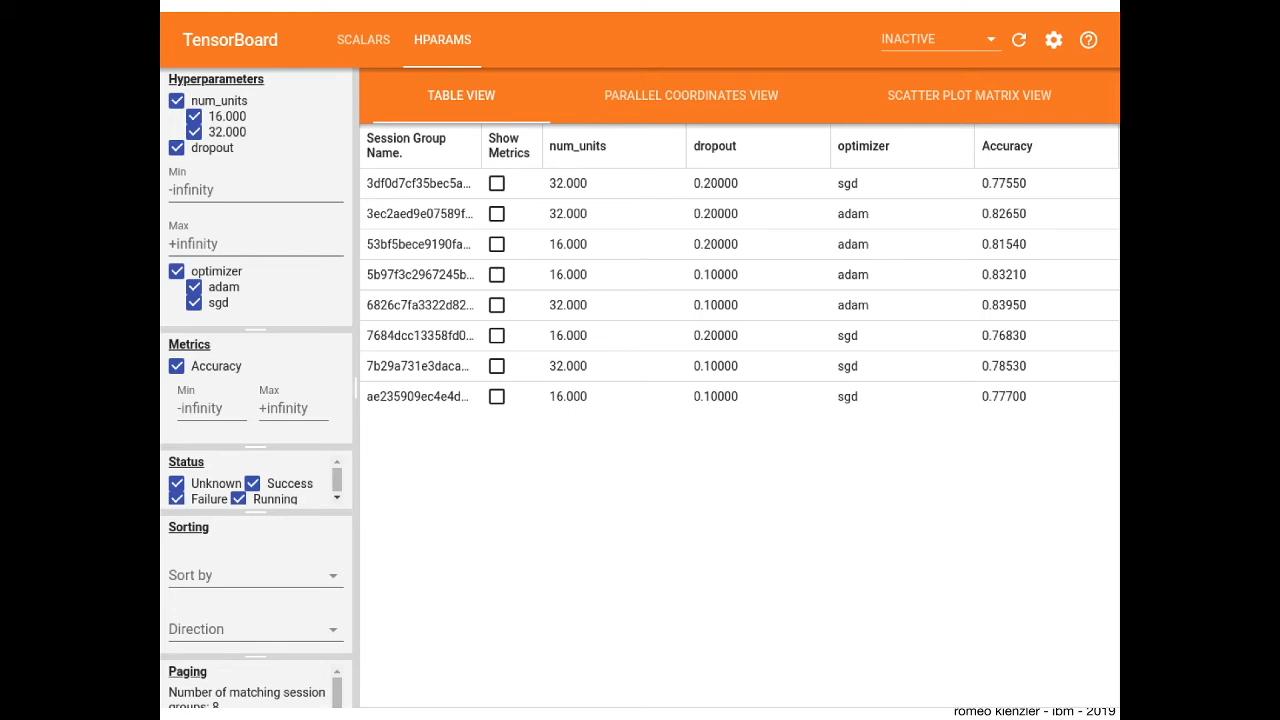 TensorBoard SCALARS HPARAMS INACTIVE
Hyperparameters
num_units
16.000
32.000
dropout
Min
-infinity
Max
+infinity
optimizer
adam
sgd
Metrics
Accuracy
Min Max
-infinity +infinity
Status
Unknown Success
Failure Running
Sorting
Sort by
Direction
Paging
Number of matching session
groups: 8
TABLE VIEW PARALLEL COORDINATES VIEW SCATTER PLOT MATRIX VIEW
Session Group Name. Show Metrics num_units dropout optimizer Accuracy
3df0d7cf35bec5a... 32.000 0.20000 sgd 0.77550
3ec2aed9e07589f... 32.000 0.20000 adam 0.82650
53bf5bece9190fa... 16.000 0.20000 adam 0.81540
5b97f3c2967245b... 16.000 0.10000 adam 0.83210
6826c7fa3322d82... 32.000 0.10000 adam 0.83950
7684dcc13358fd0... 16.000 0.20000 sgd 0.76830
7b29a731e3daca... 32.000 0.10000 sgd 0.78530
ae235909ec4e4d... 16.000 0.10000 sgd 0.77700
romeo kienzler - ibm - 2019